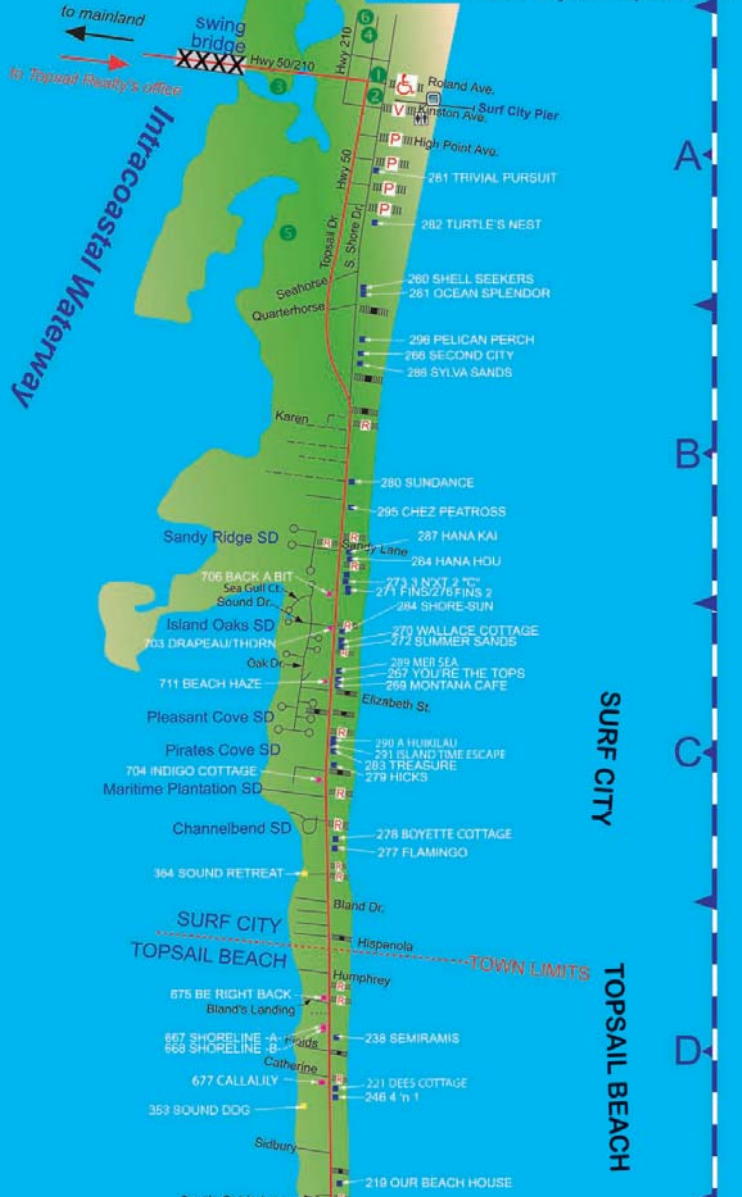 to mainland
swing
bridge
Hwy 50/210
Hwy 210
6
4
1
2
3
to Topsail Realty's office
Roland Ave.
Surf City Pier
V
Kinston Ave.
P
High Point Ave.
A
P
281 TRIVIAL PURSUIT
P
P
282 TURTLE'S NEST
Hwy 50
Topsail Dr.
S. Shore Dr.
5
Intracoastal Waterway
Seahorse
260 SHELL SEEKERS
261 OCEAN SPLENDOR
Quarterhorse
296 PELICAN PERCH
266 SECOND CITY
286 SYLVA SANDS
Karen
R
B
280 SUNDANCE
295 CHEZ PEATROSS
Sandy Ridge SD
R
R
287 HANA KAI
Sandy Lane
284 HANA HOU
R
706 BACK A BIT
273 3 N'XT 2 "C"
Sea Gull Ct.
271 FINS/276 FINS 2
Sound Dr.
284 SHORE-SUN
Island Oaks SD
R
270 WALLACE COTTAGE
703 DRAPEAU/THORN
272 SUMMER SANDS
R
Oak Dr.
289 MER SEA
267 YOU'RE THE TOPS
711 BEACH HAZE
269 MONTANA CAFE
Elizabeth St.
SURF CITY
Pleasant Cove SD
R
290 A HUKILAU
Pirates Cove SD
291 ISLAND TIME ESCAPE
C
283 TREASURE
704 INDIGO COTTAGE
279 HICKS
Maritime Plantation SD
R
Channelbend SD
R
278 BOYETTE COTTAGE
277 FLAMINGO
364 SOUND RETREAT
R
R
Bland Dr.
SURF CITY
Hispanola
TOPSAIL BEACH
TOWN LIMITS
TOPSAIL BEACH
Humphrey
675 BE RIGHT BACK
R
R
Bland's Landing
667 SHORELINE -A
668 SHORELINE -B
238 SEMIRAMIS
D
Catherine
677 CALLALILY
R
221 DEES COTTAGE
246 4 'n 1
353 SOUND DOG
Sidbury
219 OUR BEACH HOUSE